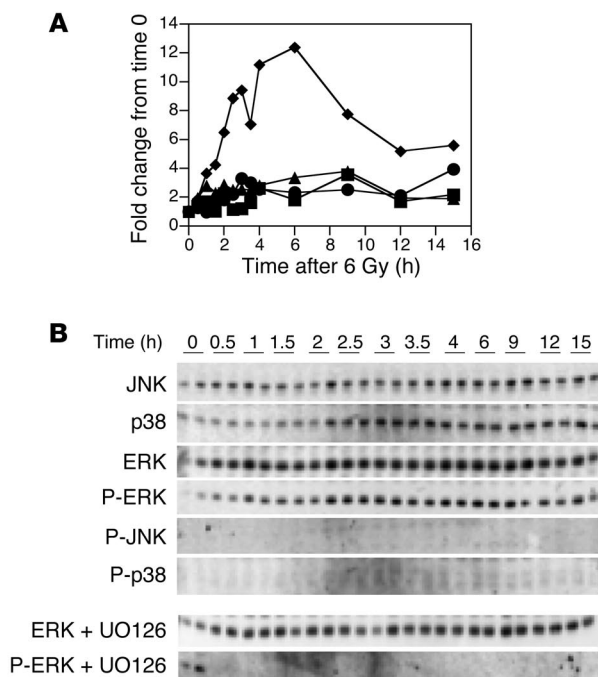 A
Fold change from time 0
14
12
10
8
6
4
2
0
0 2 4 6 8 10 12 14 16
Time after 6 Gy (h)
B
Time (h) 0 0.5 1 1.5 2 2.5 3 3.5 4 6 9 12 15
JNK
p38
ERK
P-ERK
P-JNK
P-p38
ERK + UO126
P-ERK + UO126